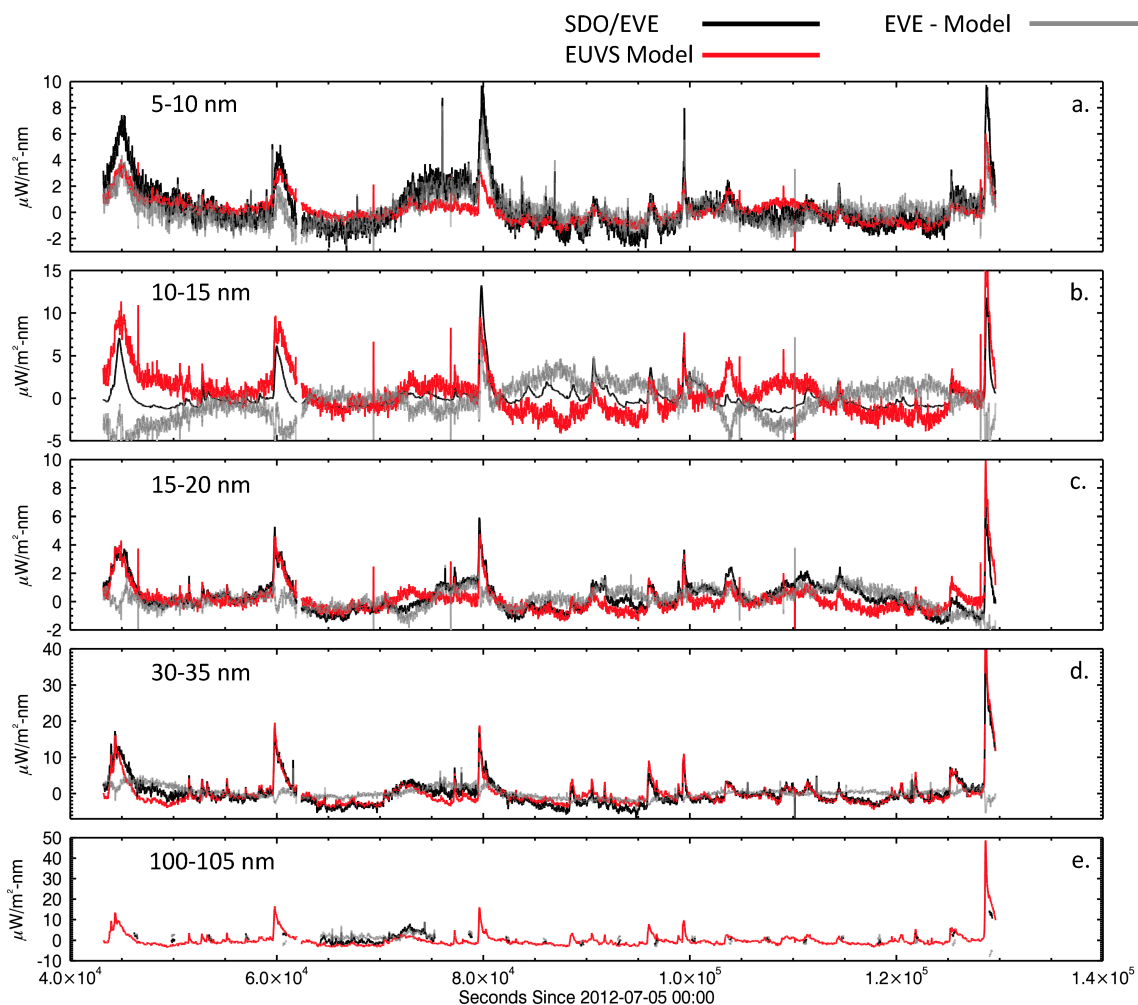 SDO/EVE EVE - Model
EUVS Model
5-10 nm a.
10
8
6
4
2
0
-2
μW/m²-nm
10-15 nm b.
15
10
5
0
-5
μW/m²-nm
15-20 nm c.
10
8
6
4
2
0
-2
μW/m²-nm
30-35 nm d.
40
30
20
10
0
μW/m²-nm
100-105 nm e.
50
40
30
20
10
0
-10
μW/m²-nm
4.0×10⁴ 6.0×10⁴ 8.0×10⁴ 1.0×10⁵ 1.2×10⁵ 1.4×10⁵
Seconds Since 2012-07-05 00:00